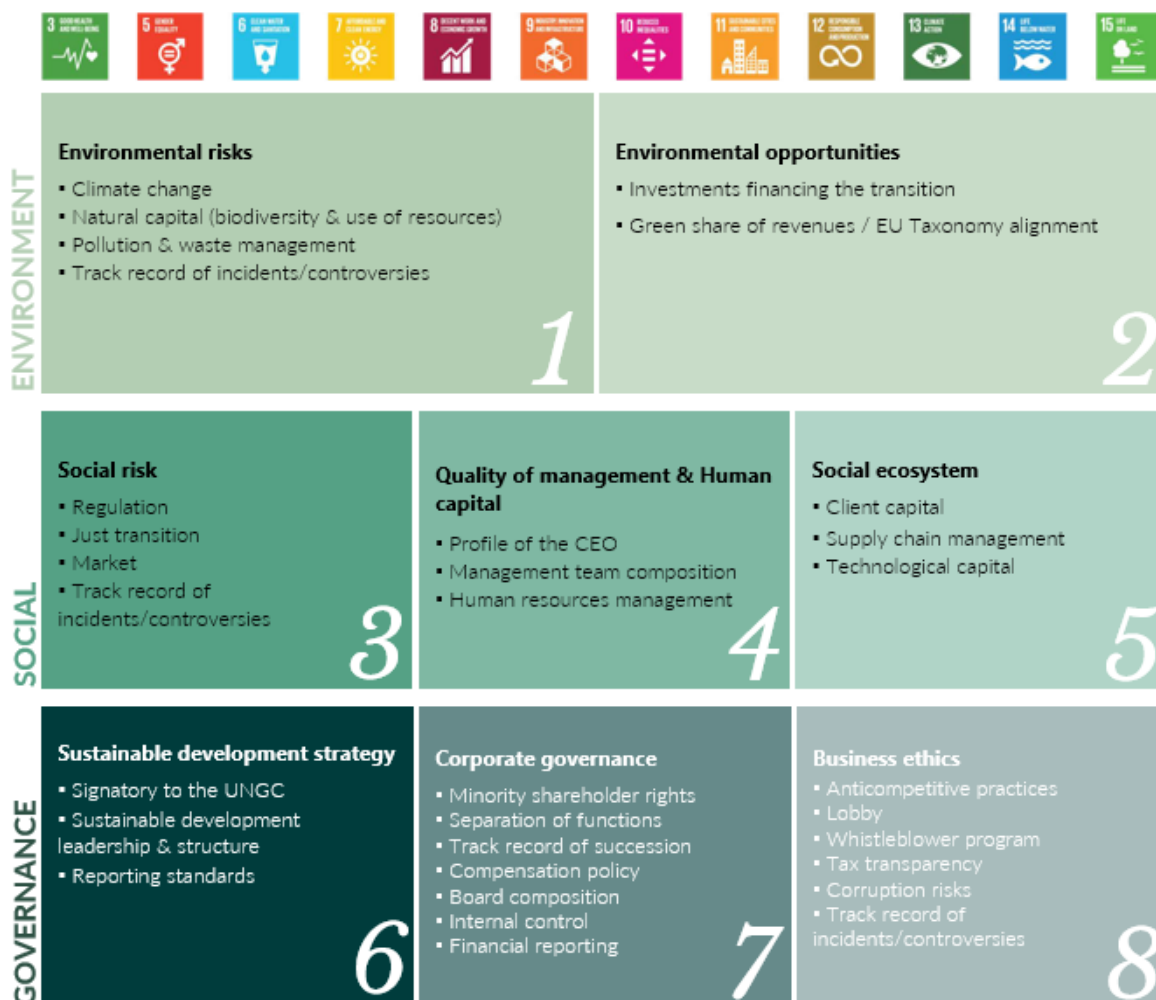 3 GOOD HEALTH
AND WELL-BEING
5 GENDER
EQUALITY
6 CLEAN WATER
AND SANITATION
7 AFFORDABLE AND
CLEAN ENERGY
8 DECENT WORK AND
ECONOMIC GROWTH
9 INDUSTRY, INNOVATION
AND INFRASTRUCTURE
10 REDUCED
INEQUALITIES
11 SUSTAINABLE CITIES
AND COMMUNITIES
12 RESPONSIBLE
CONSUMPTION
AND PRODUCTION
13 CLIMATE
ACTION
14 LIFE
BELOW WATER
15 LIFE
ON LAND
ENVIRONMENT
Environmental risks
▪ Climate change
▪ Natural capital (biodiversity & use of resources)
▪ Pollution & waste management
▪ Track record of incidents/controversies
1
Environmental opportunities
▪ Investments financing the transition
▪ Green share of revenues / EU Taxonomy alignment
2
SOCIAL
Social risk
▪ Regulation
▪ Just transition
▪ Market
▪ Track record of
incidents/controversies
3
Quality of management & Human
capital
▪ Profile of the CEO
▪ Management team composition
▪ Human resources management
4
Social ecosystem
▪ Client capital
▪ Supply chain management
▪ Technological capital
5
GOVERNANCE
Sustainable development strategy
▪ Signatory to the UNGC
▪ Sustainable development
leadership & structure
▪ Reporting standards
6
Corporate governance
▪ Minority shareholder rights
▪ Separation of functions
▪ Track record of succession
▪ Compensation policy
▪ Board composition
▪ Internal control
▪ Financial reporting
7
Business ethics
▪ Anticompetitive practices
▪ Lobby
▪ Whistleblower program
▪ Tax transparency
▪ Corruption risks
▪ Track record of
incidents/controversies
8